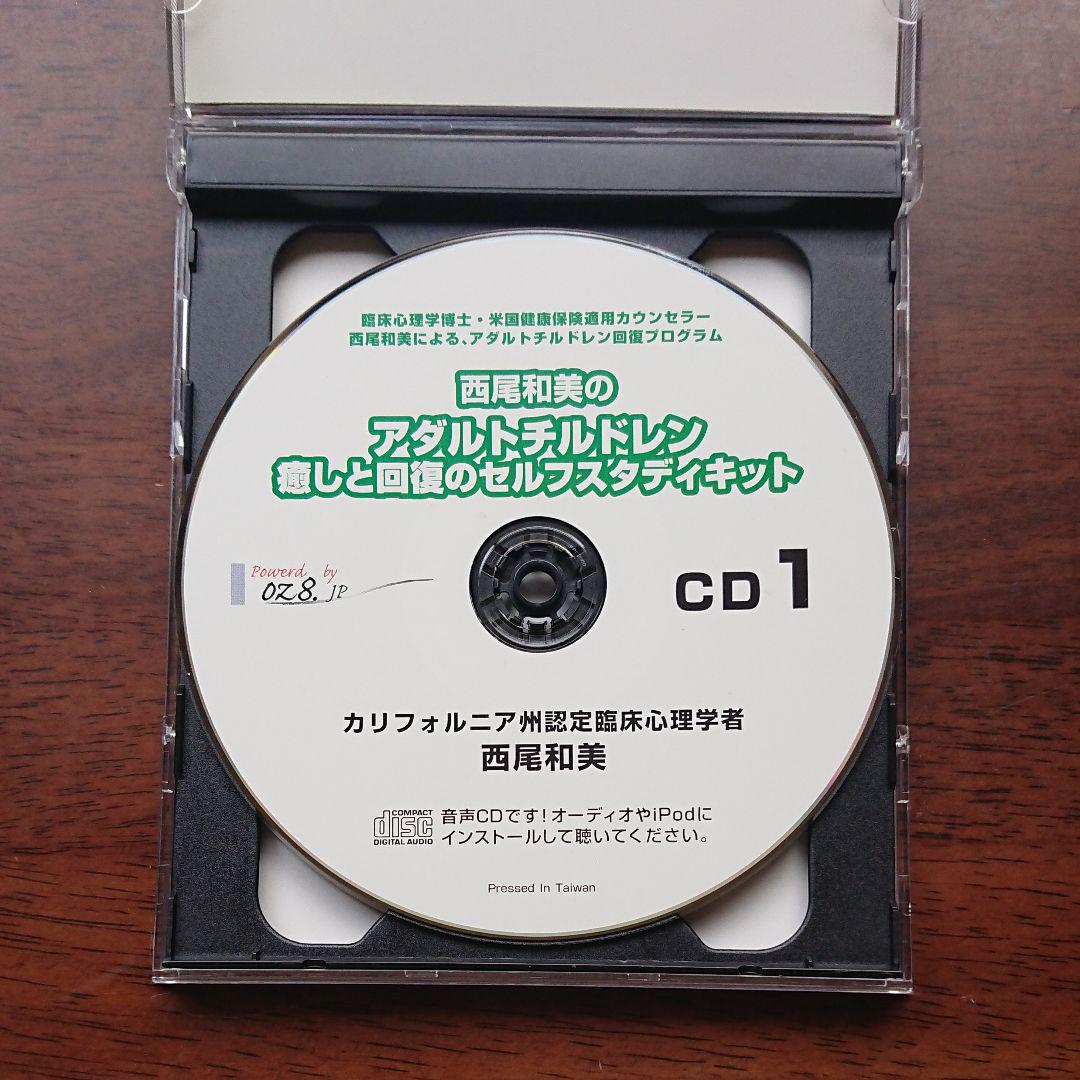 臨床心理学博士・米国健康保険適用カウンセラー
西尾和美による、アダルトチルドレン回復プログラム
西尾和美の
アダルトチルドレン
癒しと回復のセルフスタディキット
Powerd by
OZ8.JP
CD 1
カリフォルニア州認定臨床心理学者
西尾和美
COMPACT
disc
DIGITAL AUDIO
音声CDです！オーディオやiPodに
インストールして聴いてください。
Pressed In Taiwan